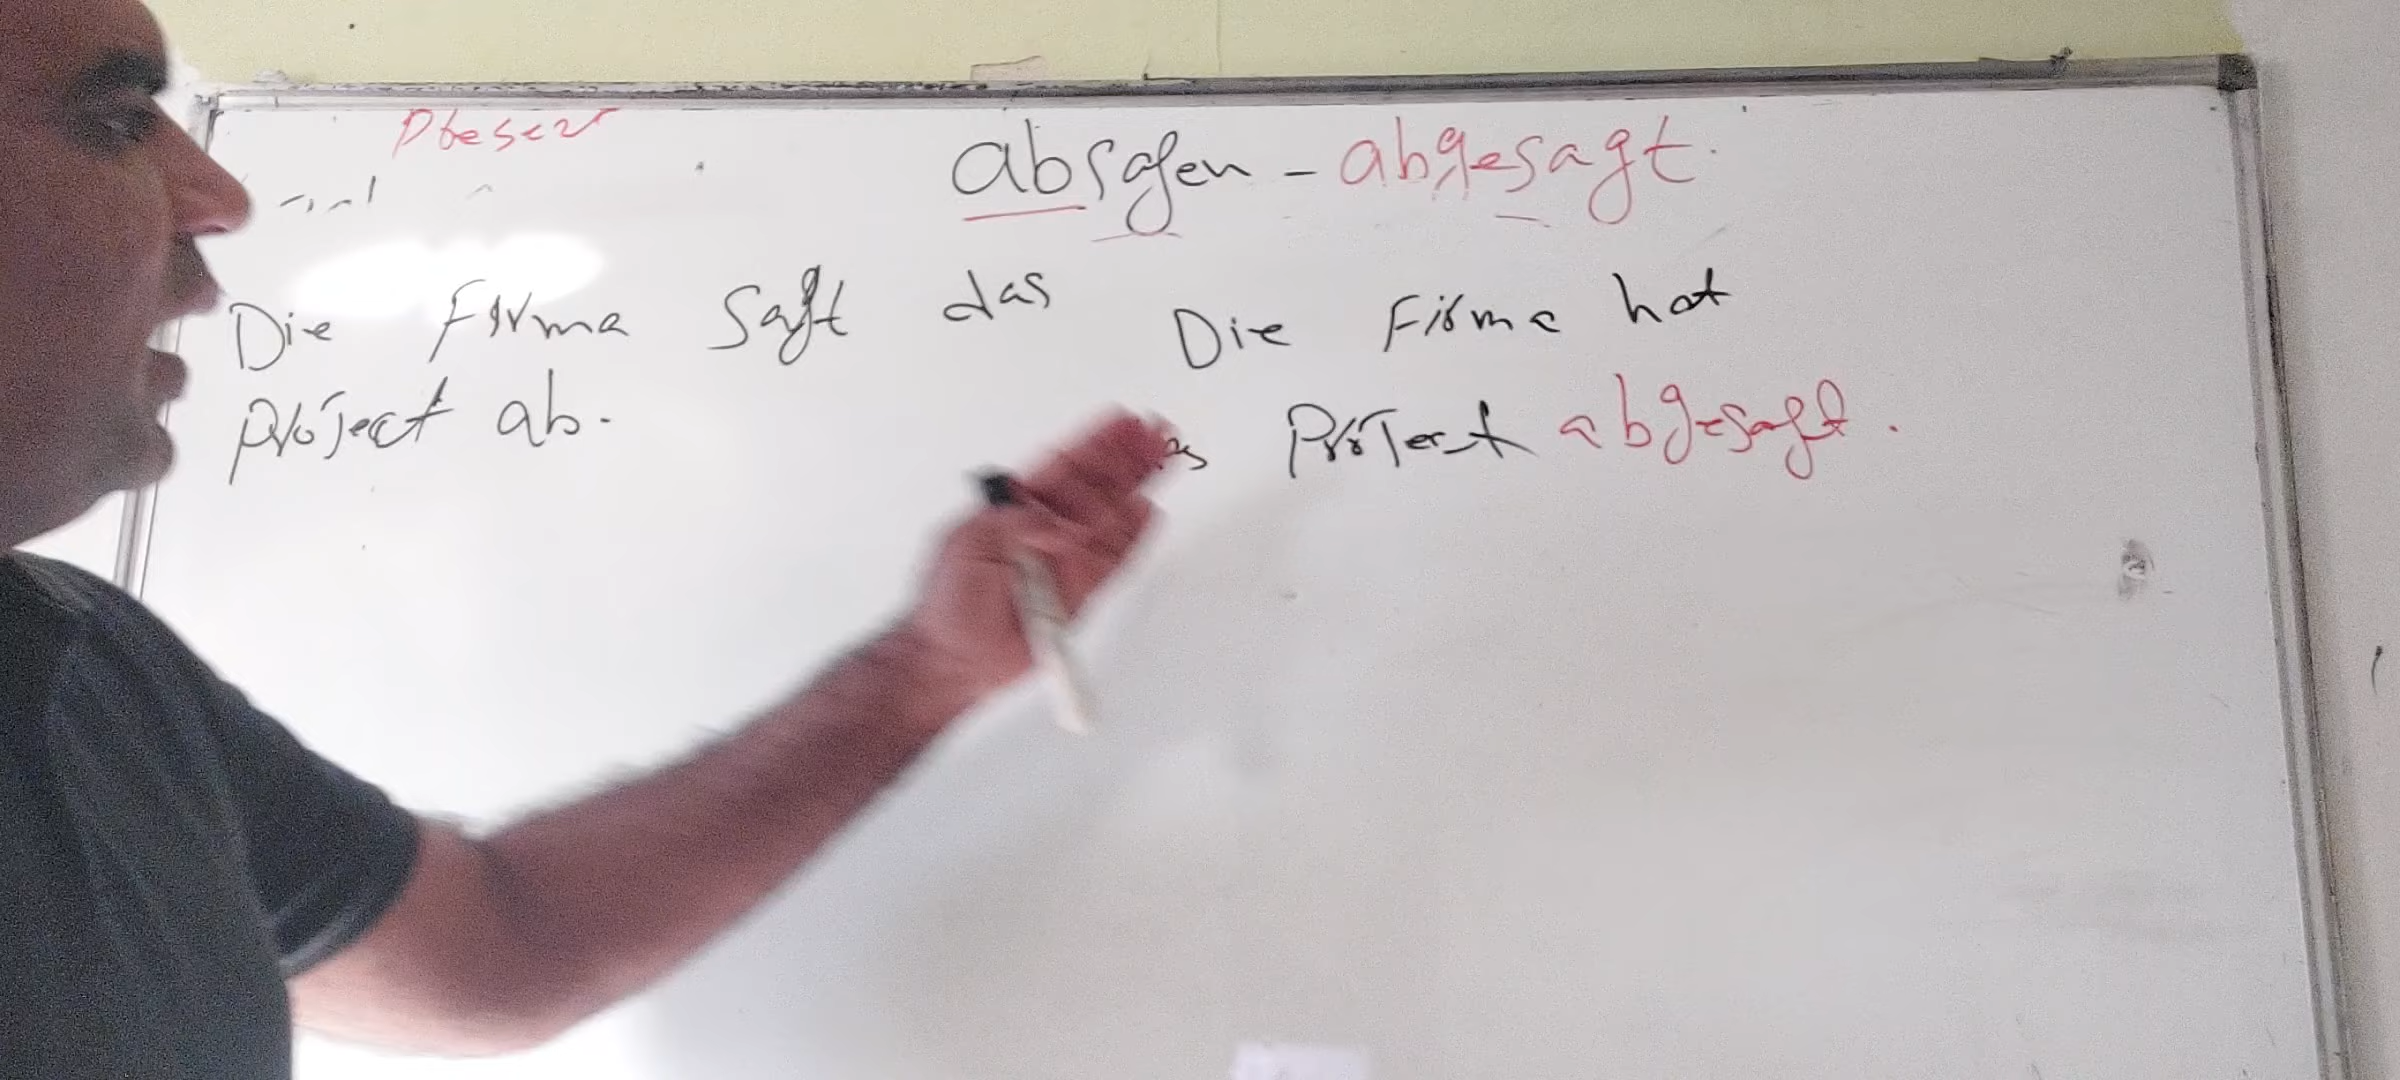 absagen - abgesagt.
Die Firma sagt das
Project ab.
Die Firma hat
Project abgesagt.